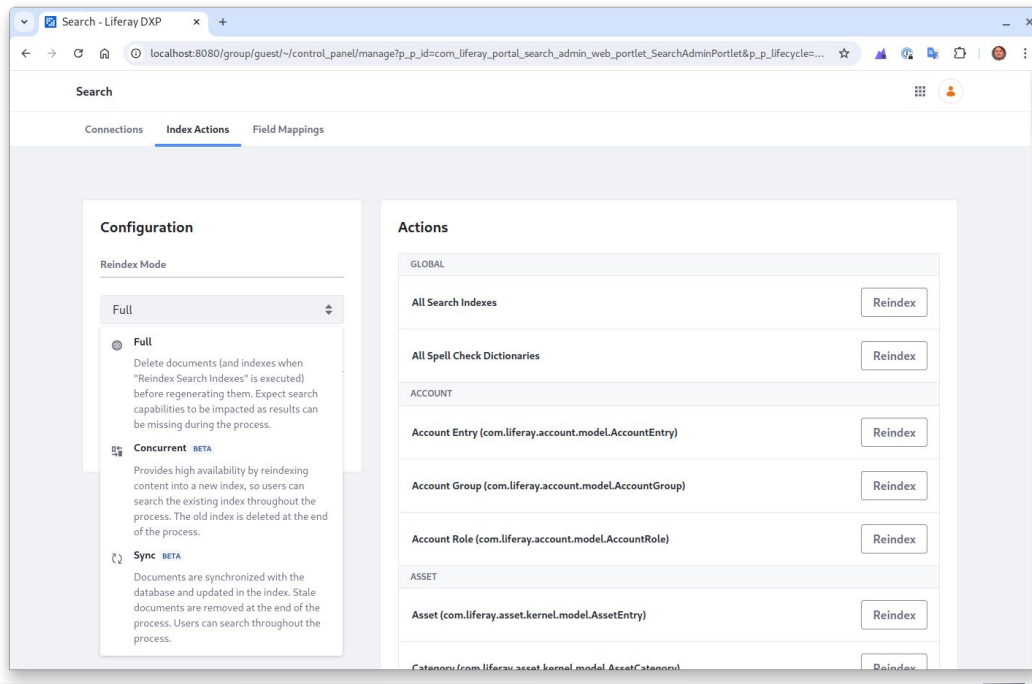 Search - Liferay DXP
localhost:8080/group/guest/~/control_panel/manage?p_p_id=com_liferay_portal_search_admin_web_portlet_SearchAdminPortlet&p_p_lifecycle=...
Search
Connections
Index Actions
Field Mappings
Configuration
Reindex Mode
Full
Full
Delete documents (and indexes when
"Reindex Search Indexes" is executed)
before regenerating them. Expect search
capabilities to be impacted as results can
be missing during the process.
Concurrent BETA
Provides high availability by reindexing
content into a new index, so users can
search the existing index throughout the
process. The old index is deleted at the end
of the process.
Sync BETA
Documents are synchronized with the
database and updated in the index. Stale
documents are removed at the end of the
process. Users can search throughout the
process.
Actions
GLOBAL
All Search Indexes Reindex
All Spell Check Dictionaries Reindex
ACCOUNT
Account Entry (com.liferay.account.model.AccountEntry) Reindex
Account Group (com.liferay.account.model.AccountGroup) Reindex
Account Role (com.liferay.account.model.AccountRole) Reindex
ASSET
Asset (com.liferay.asset.kernel.model.AssetEntry) Reindex
Category (com.liferay.asset.kernel.model.AssetCategory) Reindex